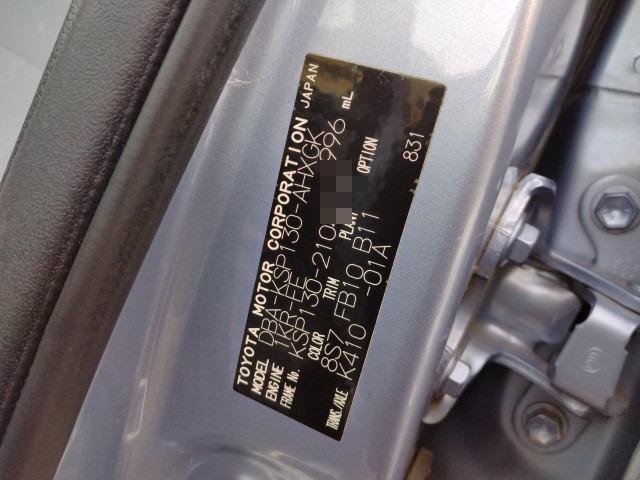 TOYOTA MOTOR CORPORATION JAPAN
MODEL DBA-KSP130-AHXGK
ENGINE 1KR-FE 996 mL
FRAME No. KSP130-210
COLOR TRIM PLANT OPTION
8S7 FB10 B11
TRANS./AXLE K410 -01A 831